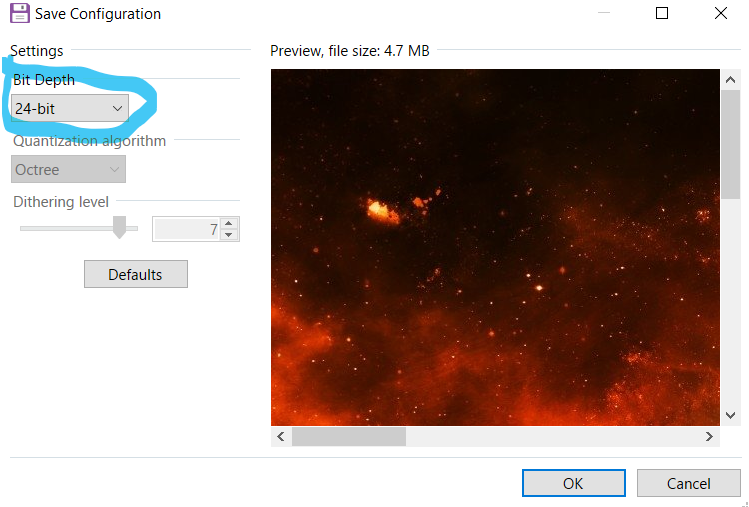 Save Configuration
Settings
Preview, file size: 4.7 MB
Bit Depth
24-bit
Quantization algorithm
Octree
Dithering level
7
Defaults
OK
Cancel